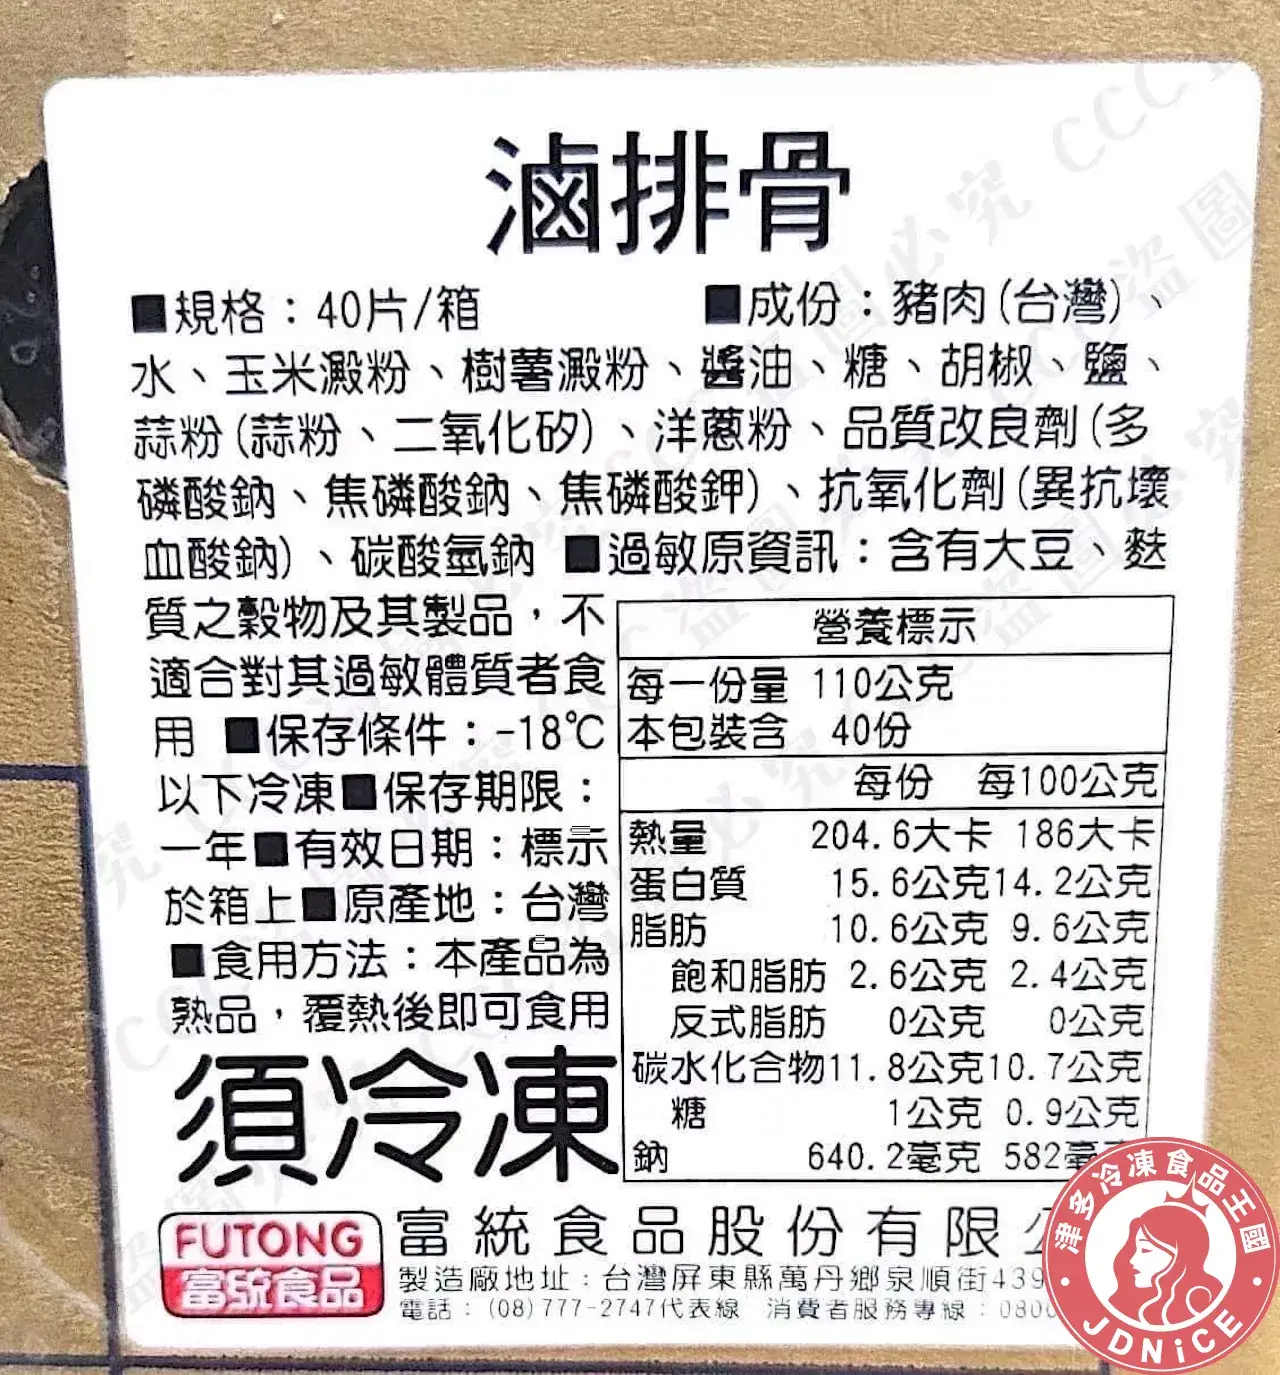 滷排骨
■規格：40片/箱 ■成份：豬肉(台灣)、
水、玉米澱粉、樹薯澱粉、醬油、糖、胡椒、鹽、
蒜粉(蒜粉、二氧化矽)、洋蔥粉、品質改良劑(多
磷酸鈉、焦磷酸鈉、焦磷酸鉀)、抗氧化劑(異抗壞
血酸鈉)、碳酸氫鈉 ■過敏原資訊：含有大豆、麩
質之穀物及其製品，不
適合對其過敏體質者食
用 ■保存條件：-18℃
以下冷凍■保存期限：
一年■有效日期：標示
於箱上■原產地：台灣
■食用方法：本產品為
熟品，覆熱後即可食用
須冷凍
營養標示
每一份量 110公克
本包裝含 40份
每份 每100公克
熱量 204.6大卡 186大卡
蛋白質 15.6公克 14.2公克
脂肪 10.6公克 9.6公克
飽和脂肪 2.6公克 2.4公克
反式脂肪 0公克 0公克
碳水化合物 11.8公克 10.7公克
糖 1公克 0.9公克
鈉 640.2毫克 582毫
FUTONG
富統食品
富統食品股份有限
製造廠地址：台灣屏東縣萬丹鄉泉順街439
電話：(08)777-2747代表線 消費者服務專線：0800
津多冷凍食品王國
JDNiCE
CCC盜圖必究